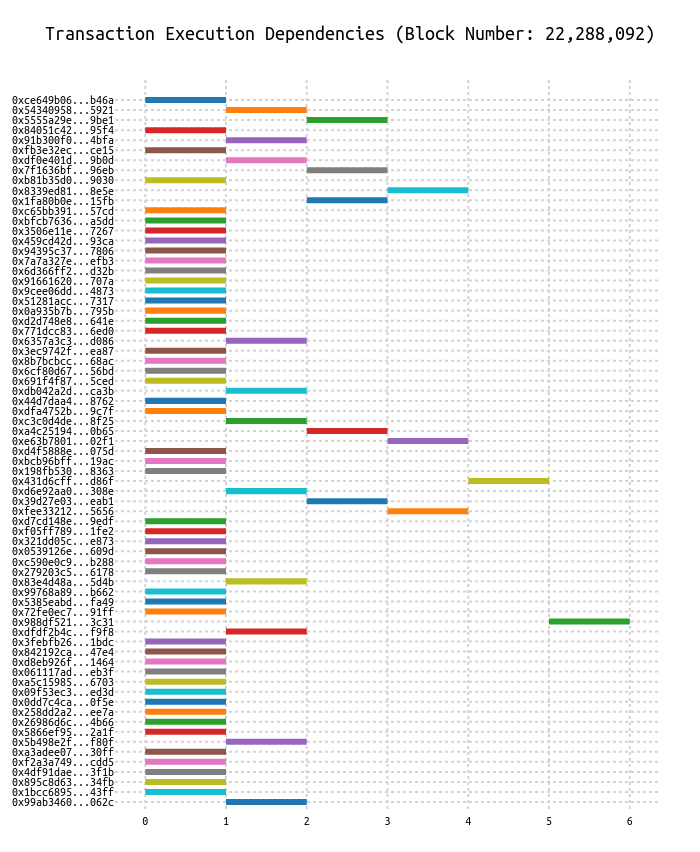 Transaction Execution Dependencies (Block Number: 22,288,092)
0xce649b06...b46a
0x54340958...5921
0x5555a29e...9be1
0x84051c42...95f4
0x91b300f0...4bfa
0xfb3e32ec...ce15
0xdf0e401d...9b0d
0x7f1636bf...96eb
0xb81b35d0...9030
0x8339ed81...8e5e
0x1fa80b0e...15fb
0xc65bb391...57cd
0xbfcb7636...a5dd
0x3506e11e...7267
0x459cd42d...93ca
0x94395c37...7806
0x7a7a327e...efb3
0x6d366ff2...d32b
0x91661620...707a
0x9cee06dd...4873
0x51281acc...7317
0x0a935b7b...795b
0xd2d748e8...641e
0x771dcc83...6ed0
0x6357a3c3...d086
0x3ec9742f...ea87
0x8b7bcbcc...68ac
0x6cf80d67...56bd
0x691f4f87...5ced
0xdb042a2d...ca3b
0x44d7daa4...8762
0xdfa4752b...9c7f
0xc3c0d4de...8f25
0xa4c25194...0b65
0xe63b7801...02f1
0xd4f5888e...075d
0xbcb96bff...19ac
0x198fb530...8363
0x431d6cff...d86f
0xd6e92aa0...308e
0x39d27e03...eab1
0xfee33212...5656
0xd7cd148e...9edf
0xf05ff789...1fe2
0x321dd05c...e873
0x0539126e...609d
0xc590e0c9...b288
0x279203c5...6178
0x83e4d48a...5d4b
0x99768a89...b662
0x5385eabd...fa49
0x72fe0ec7...91ff
0x988df521...3c31
0xdfdf2b4c...f9f8
0x3febfb26...1bdc
0x842192ca...47e4
0xd8eb926f...1464
0x061117ad...eb3f
0xa5c15985...6703
0x09f53ec3...ed3d
0x0dd7c4ca...0f5e
0x258dd2a2...ee7a
0x26986d6c...4b66
0x5866ef95...2a1f
0x5b498e2f...f80f
0xa3adee07...30ff
0xf2a3a749...cdd5
0x4df91dae...3f1b
0x895c8d63...34fb
0x1bcc6895...43ff
0x99ab3460...062c
0 1 2 3 4 5 6